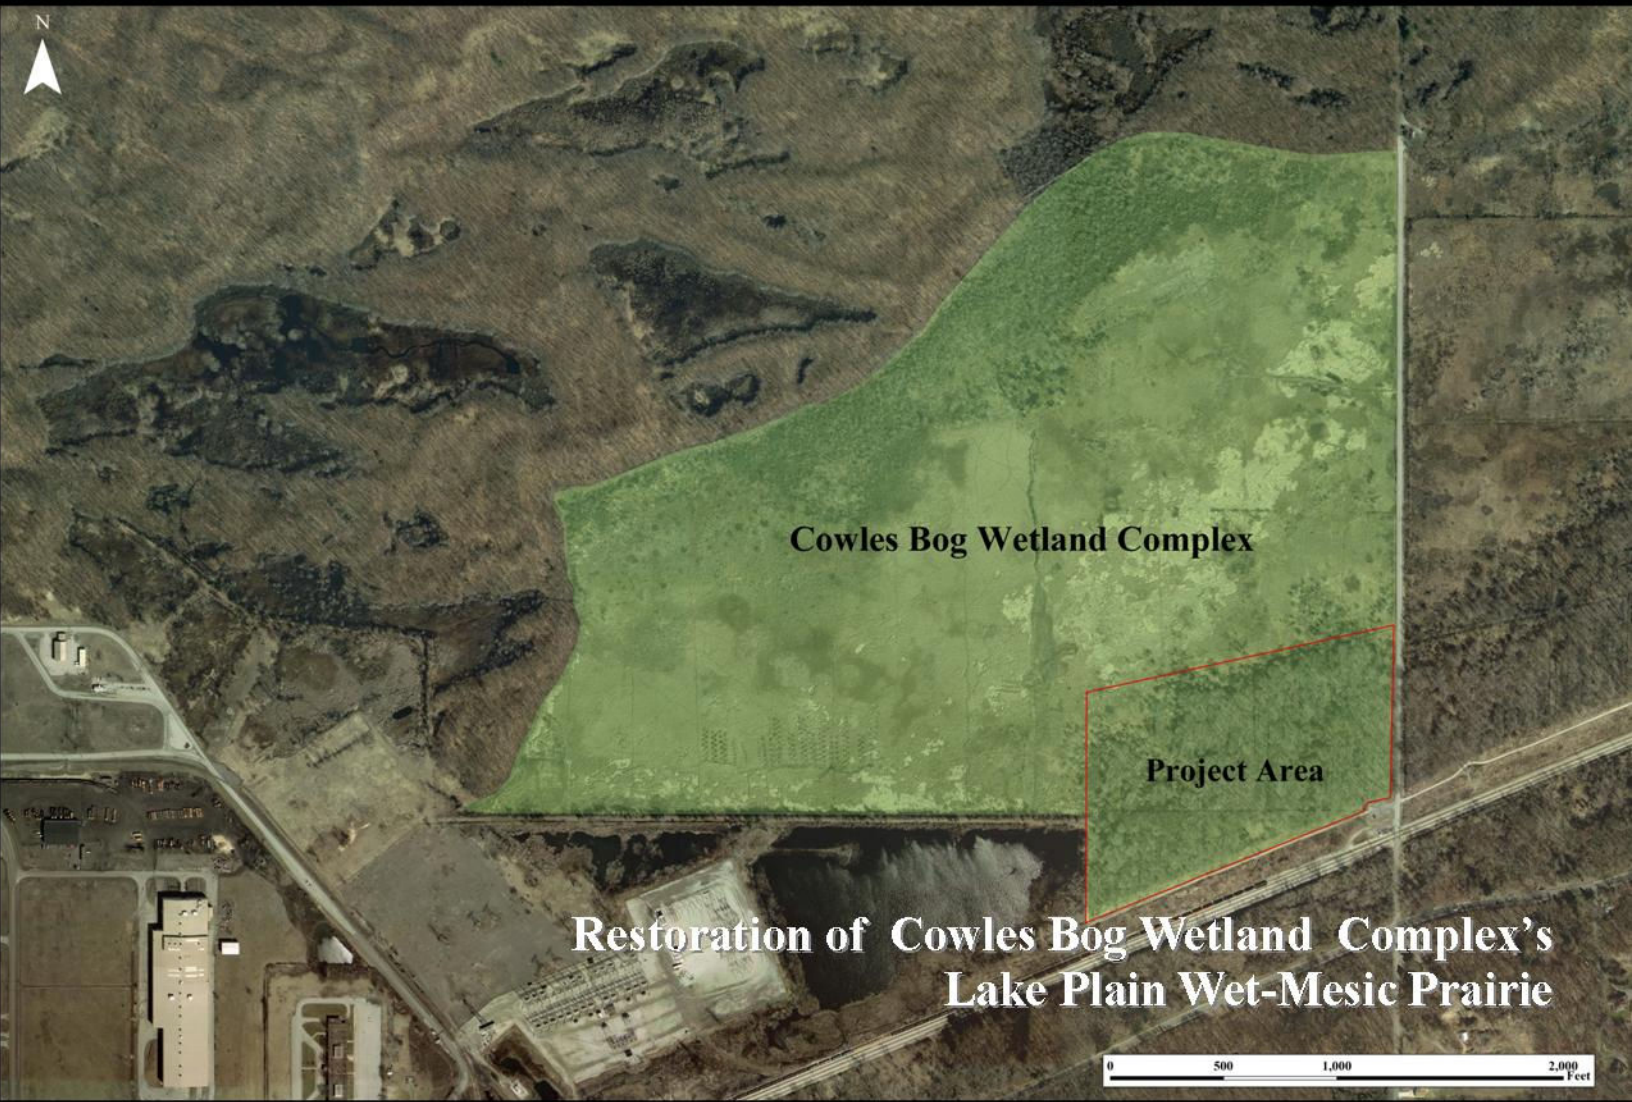 N
Cowles Bog Wetland Complex
Project Area
Restoration of Cowles Bog Wetland Complex’s
Lake Plain Wet-Mesic Prairie
0 500 1,000 2,000
Feet